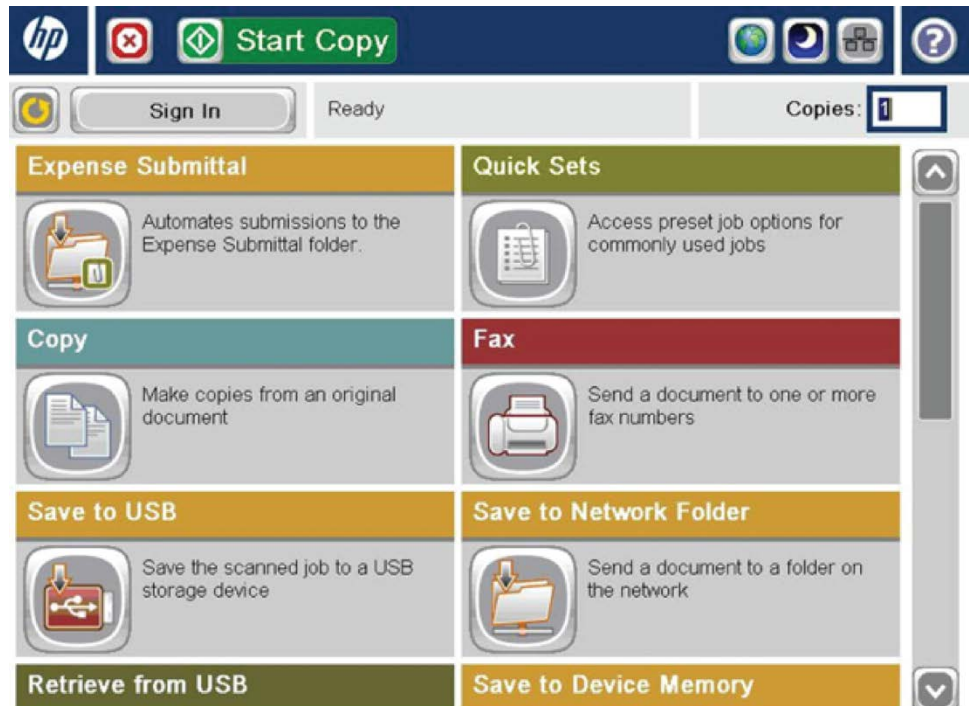 hp
Start Copy
?
Sign In
Ready
Copies: 1
Expense Submittal
Automates submissions to the
Expense Submittal folder.
Quick Sets
Access preset job options for
commonly used jobs
Copy
Make copies from an original
document
Fax
Send a document to one or more
fax numbers
Save to USB
Save the scanned job to a USB
storage device
Save to Network Folder
Send a document to a folder on
the network
Retrieve from USB
Save to Device Memory